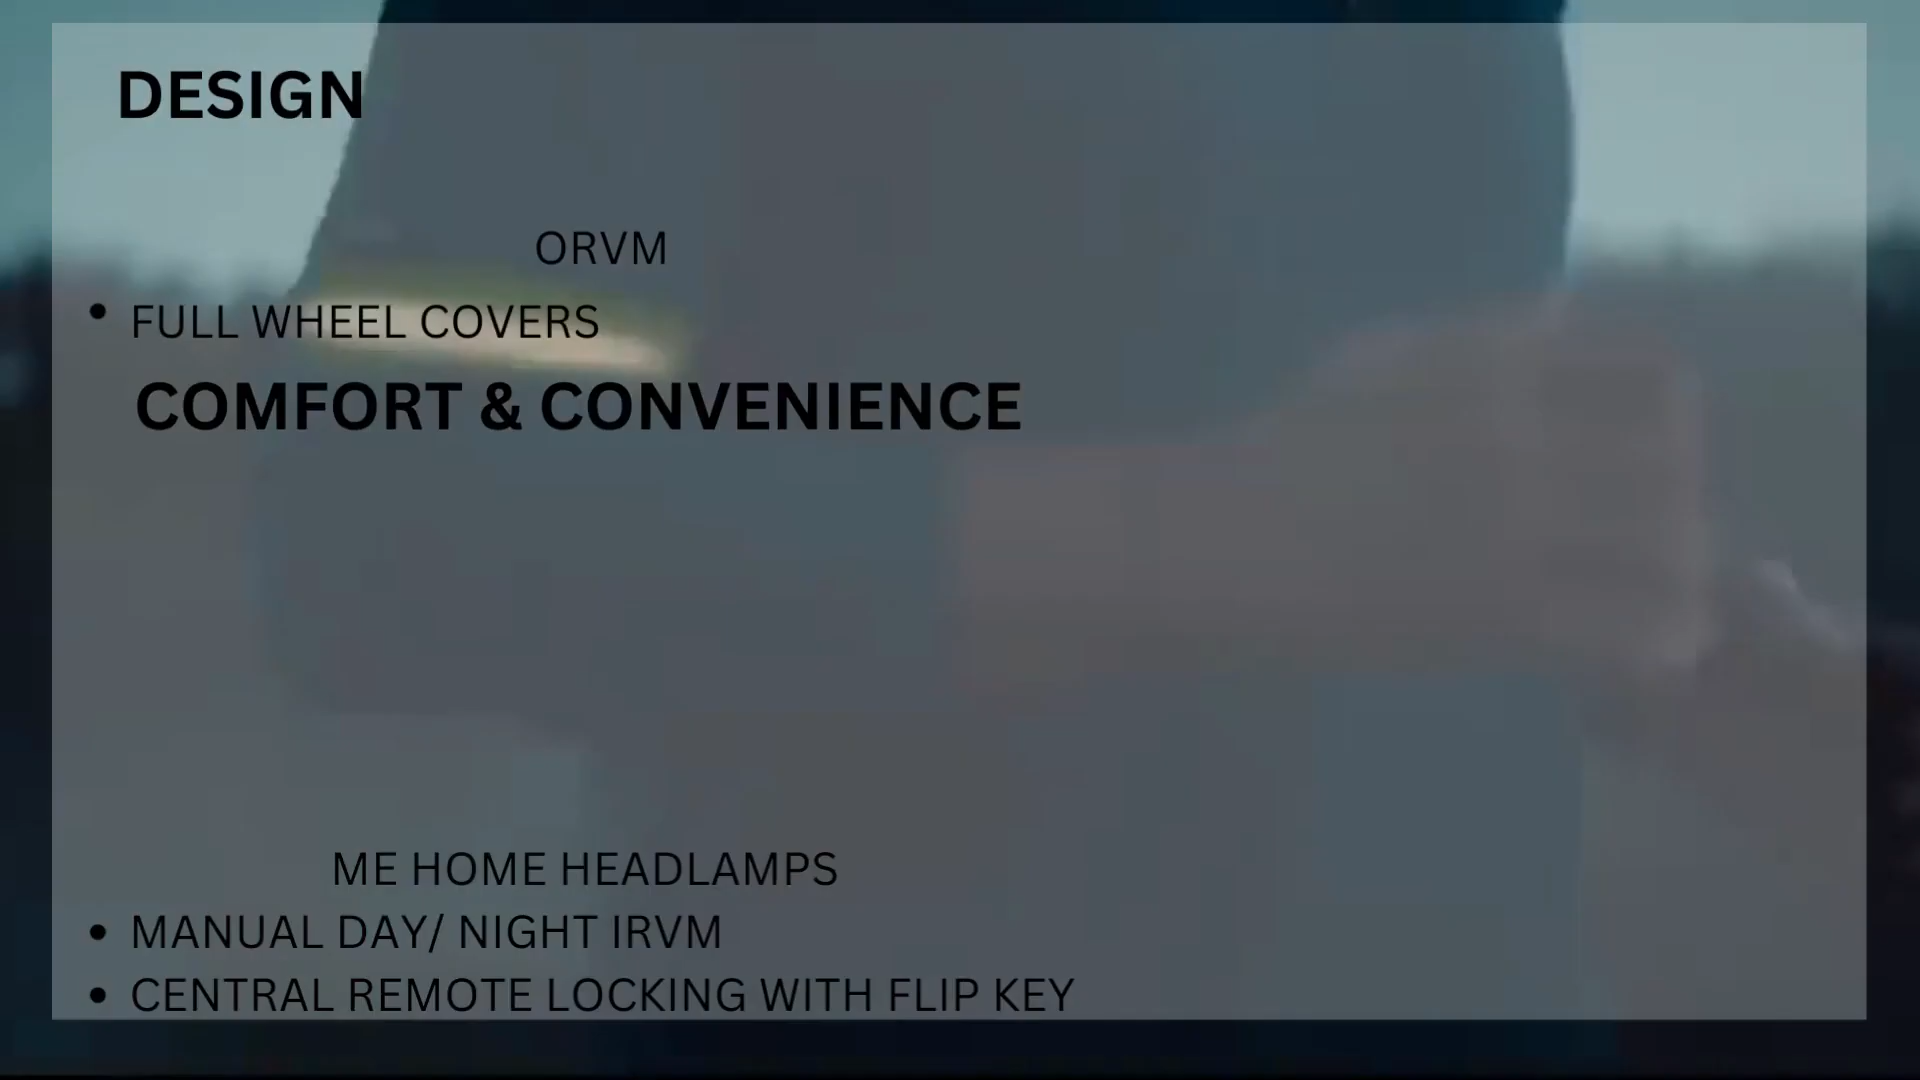 DESIGN
ORVM
• FULL WHEEL COVERS
COMFORT & CONVENIENCE
ME HOME HEADLAMPS
• MANUAL DAY/ NIGHT IRVM
• CENTRAL REMOTE LOCKING WITH FLIP KEY